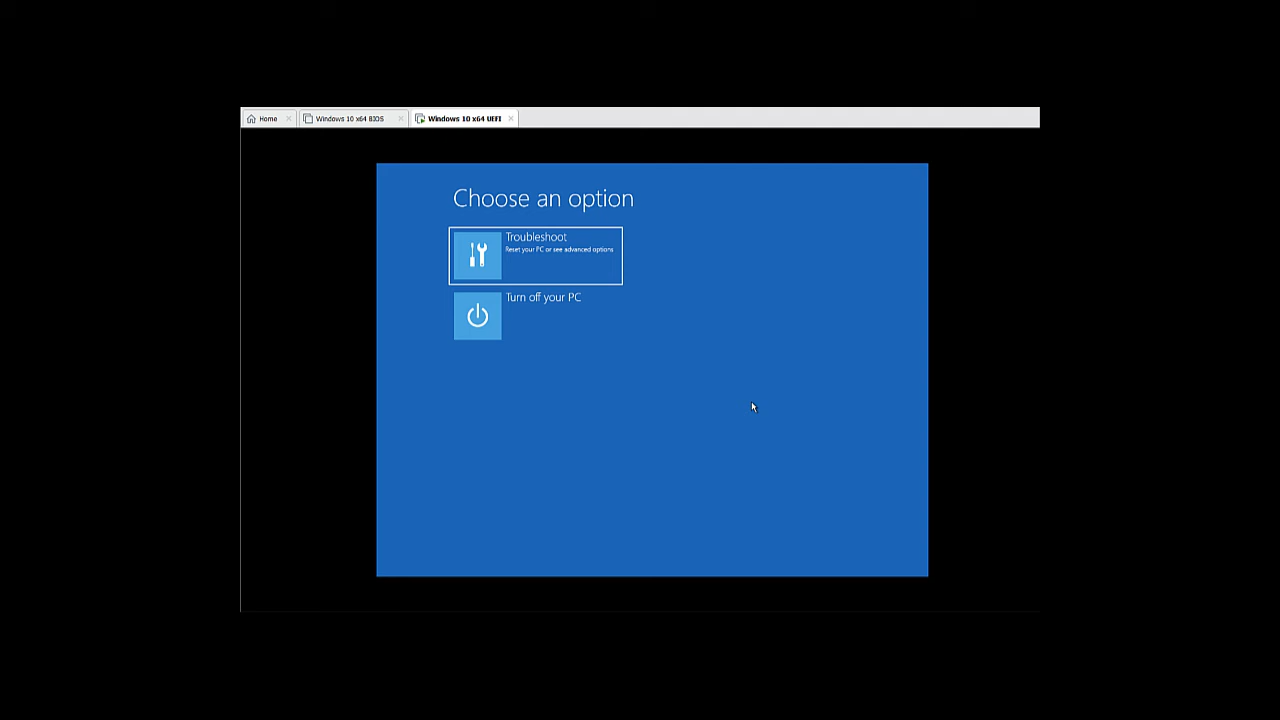 Home
Windows 10 x64 BIOS
Windows 10 x64 UEFI
Choose an option
Troubleshoot
Reset your PC or see advanced options
Turn off your PC